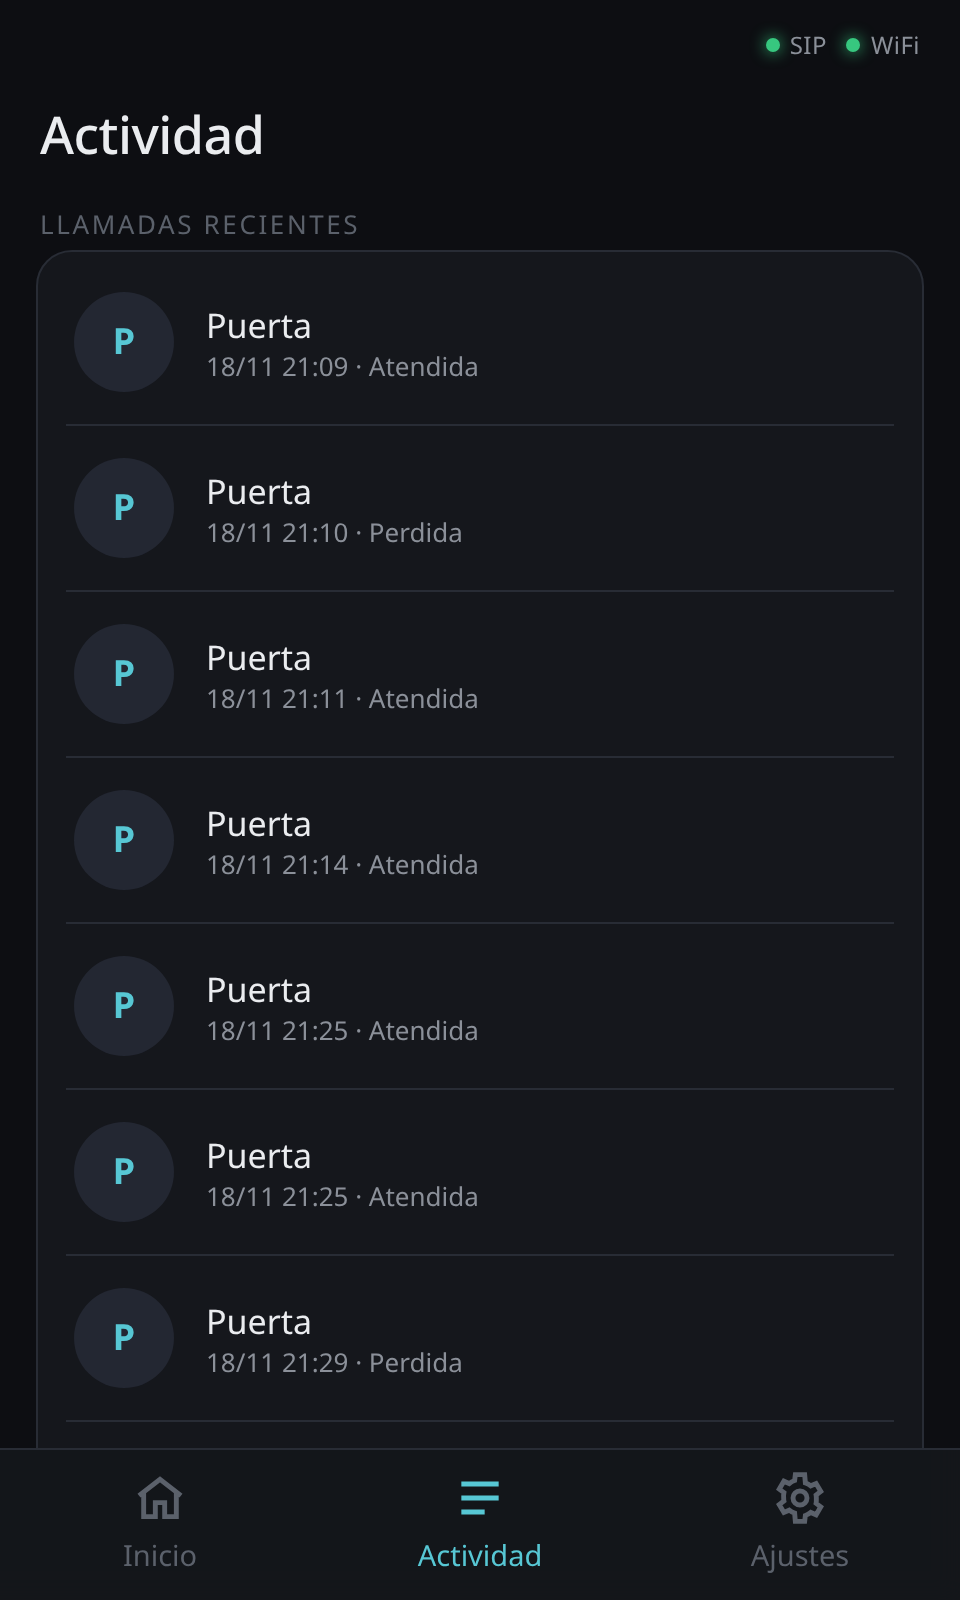 SIP WiFi
Actividad
LLAMADAS RECIENTES
P
Puerta
18/11 21:09 · Atendida
P
Puerta
18/11 21:10 · Perdida
P
Puerta
18/11 21:11 · Atendida
P
Puerta
18/11 21:14 · Atendida
P
Puerta
18/11 21:25 · Atendida
P
Puerta
18/11 21:25 · Atendida
P
Puerta
18/11 21:29 · Perdida
Inicio Actividad Ajustes